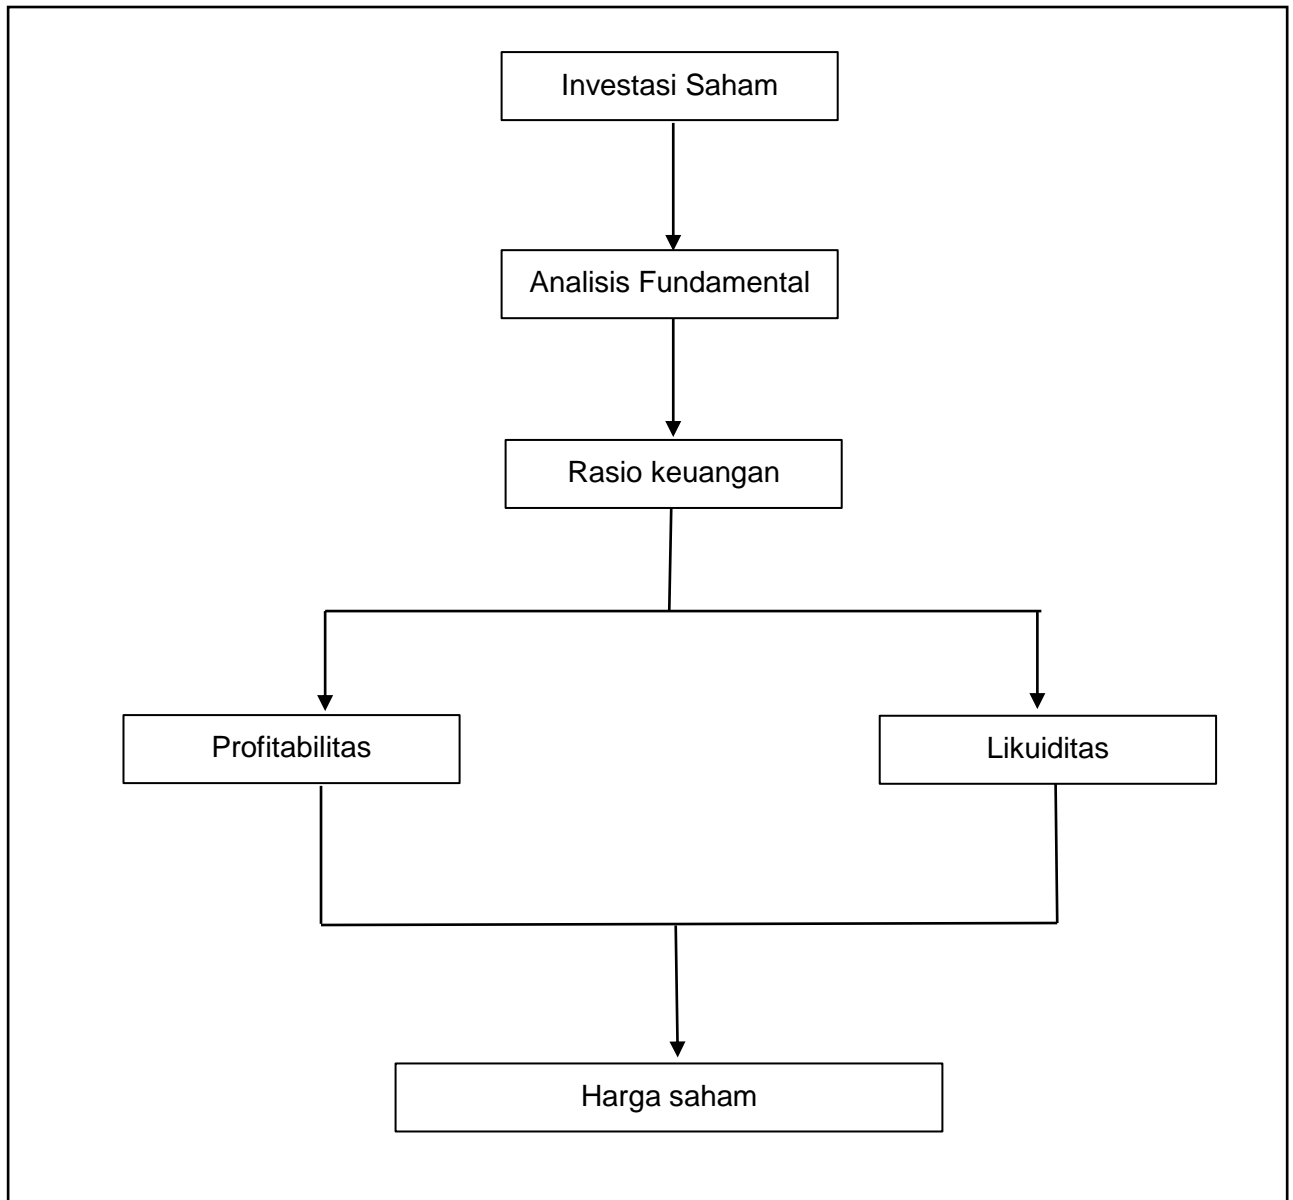 Investasi Saham
Analisis Fundamental
Rasio keuangan
Profitabilitas
Likuiditas
Harga saham